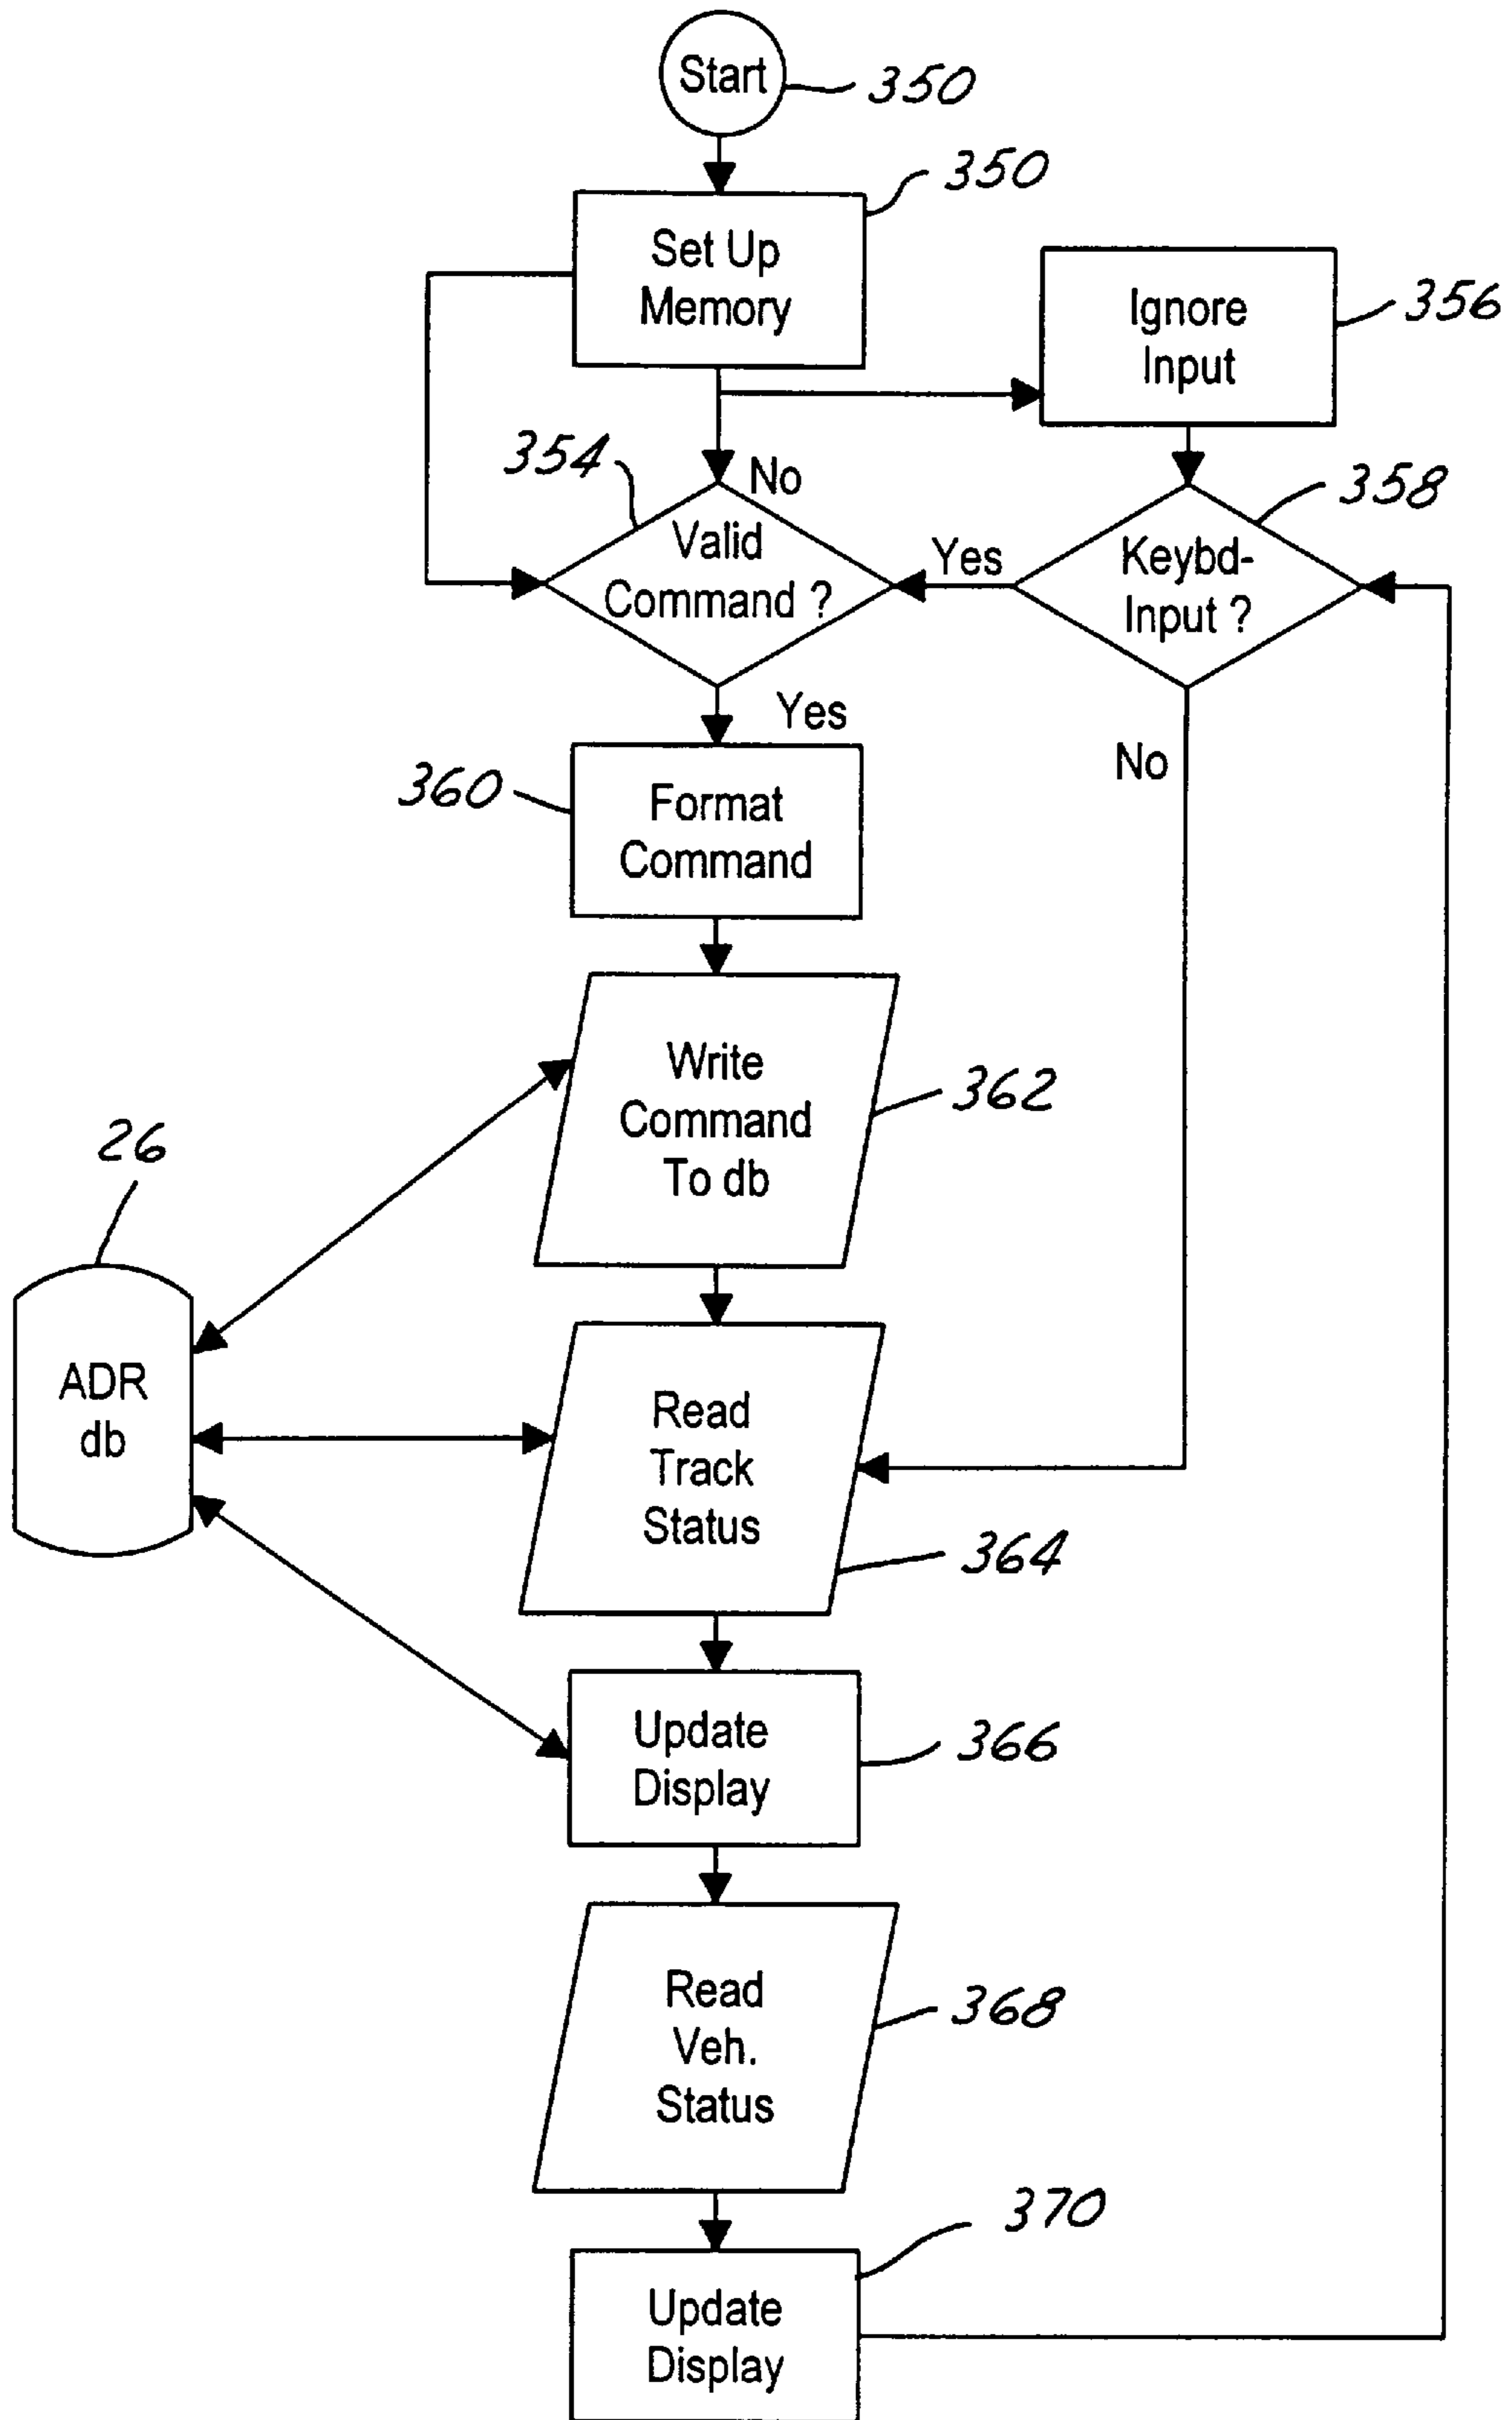 Start
350
350
Set Up
Memory
Ignore
Input
356
354
No
358
Valid
Command ?
Yes
Keybd-
Input ?
Yes
No
360
Format
Command
Write
Command
To db
362
26
ADR
db
Read
Track
Status
364
Update
Display
366
Read
Veh.
Status
368
370
Update
Display